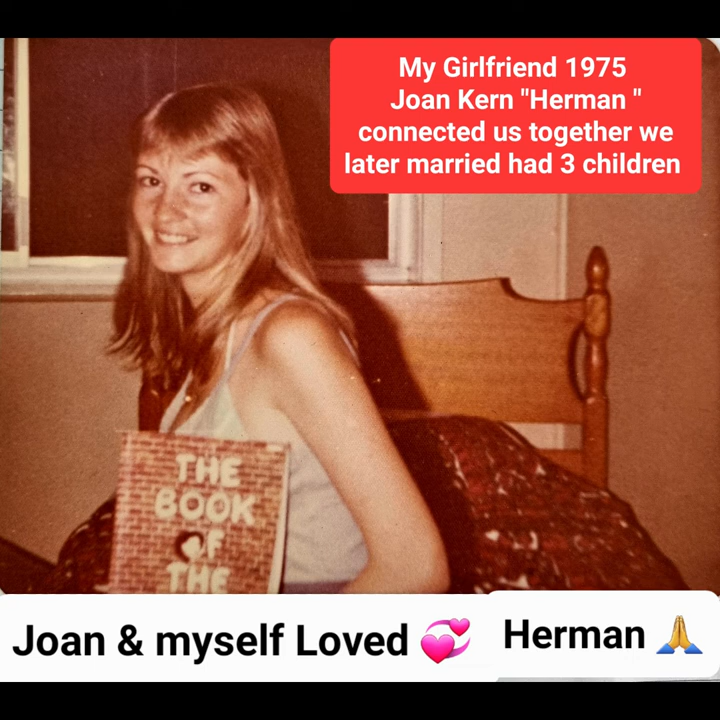 My Girlfriend 1975
Joan Kern "Herman "
connected us together we
later married had 3 children
THE
BOOK
OF
THE
Joan & myself Loved 💞
Herman 🙏